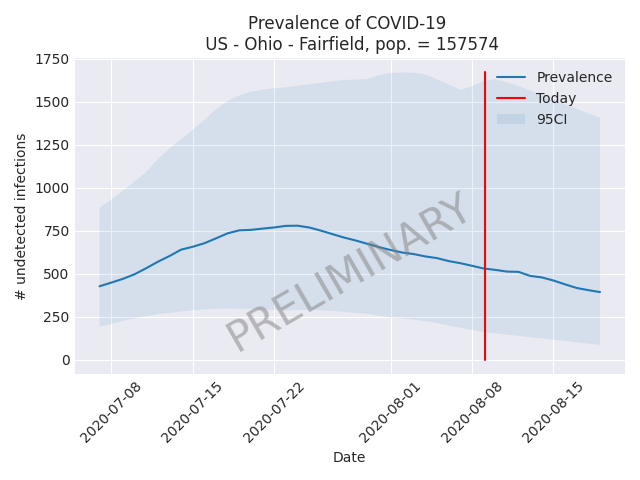 Prevalence of COVID-19
US - Ohio - Fairfield, pop. = 157574
1750
1500
1250
1000
750
500
250
0
# undetected infections
Prevalence
Today
95CI
PRELIMINARY
2020-07-08
2020-07-15
2020-07-22
2020-08-01
2020-08-08
2020-08-15
Date